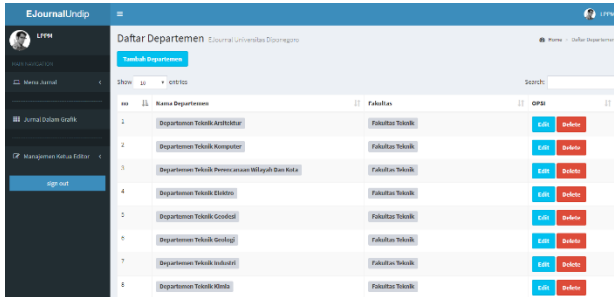 EJournalUndip
LPPM
LPPM
MAIN NAVIGATION
Menu Jurnal
Jurnal Dalam Grafik
Manajemen Ketua Editor
sign out
Daftar Departemen EJournal Universitas Diponegoro
Home > Daftar Departemen
Tambah Departemen
Show 10 entries
Search:
no Nama Departemen Fakultas OPSI
1 Departemen Teknik Arsitektur Fakultas Teknik Edit Delete
2 Departemen Teknik Komputer Fakultas Teknik Edit Delete
3 Departemen Teknik Perencanaan Wilayah Dan Kota Fakultas Teknik Edit Delete
4 Departemen Teknik Elektro Fakultas Teknik Edit Delete
5 Departemen Teknik Geodesi Fakultas Teknik Edit Delete
6 Departemen Teknik Geologi Fakultas Teknik Edit Delete
7 Departemen Teknik Industri Fakultas Teknik Edit Delete
8 Departemen Teknik Kimia Fakultas Teknik Edit Delete